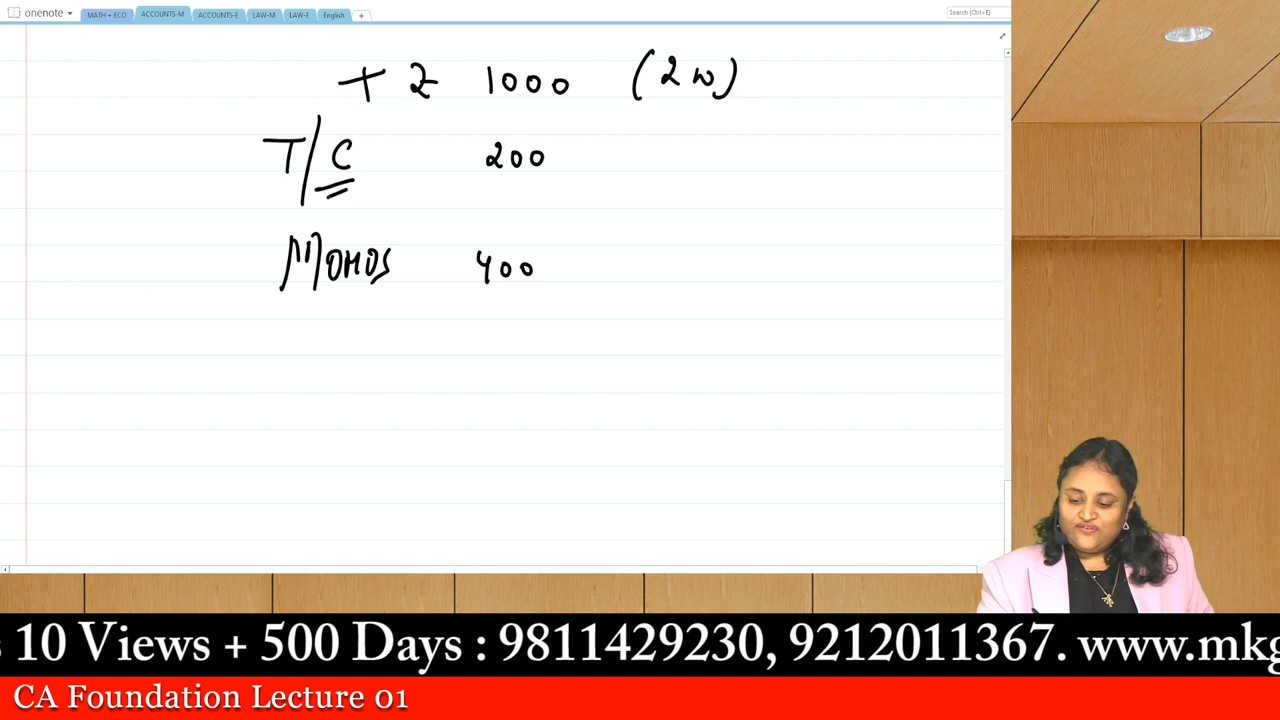 onenote MATH + ECO ACCOUNTS-M ACCOUNTS-E LAW-M LAW-E English + Search (Ctrl+E)
+ 2 1000 (2w)
T/C 200
MOMOS 400
10 Views + 500 Days : 9811429230, 9212011367. www.mkg
CA Foundation Lecture 01